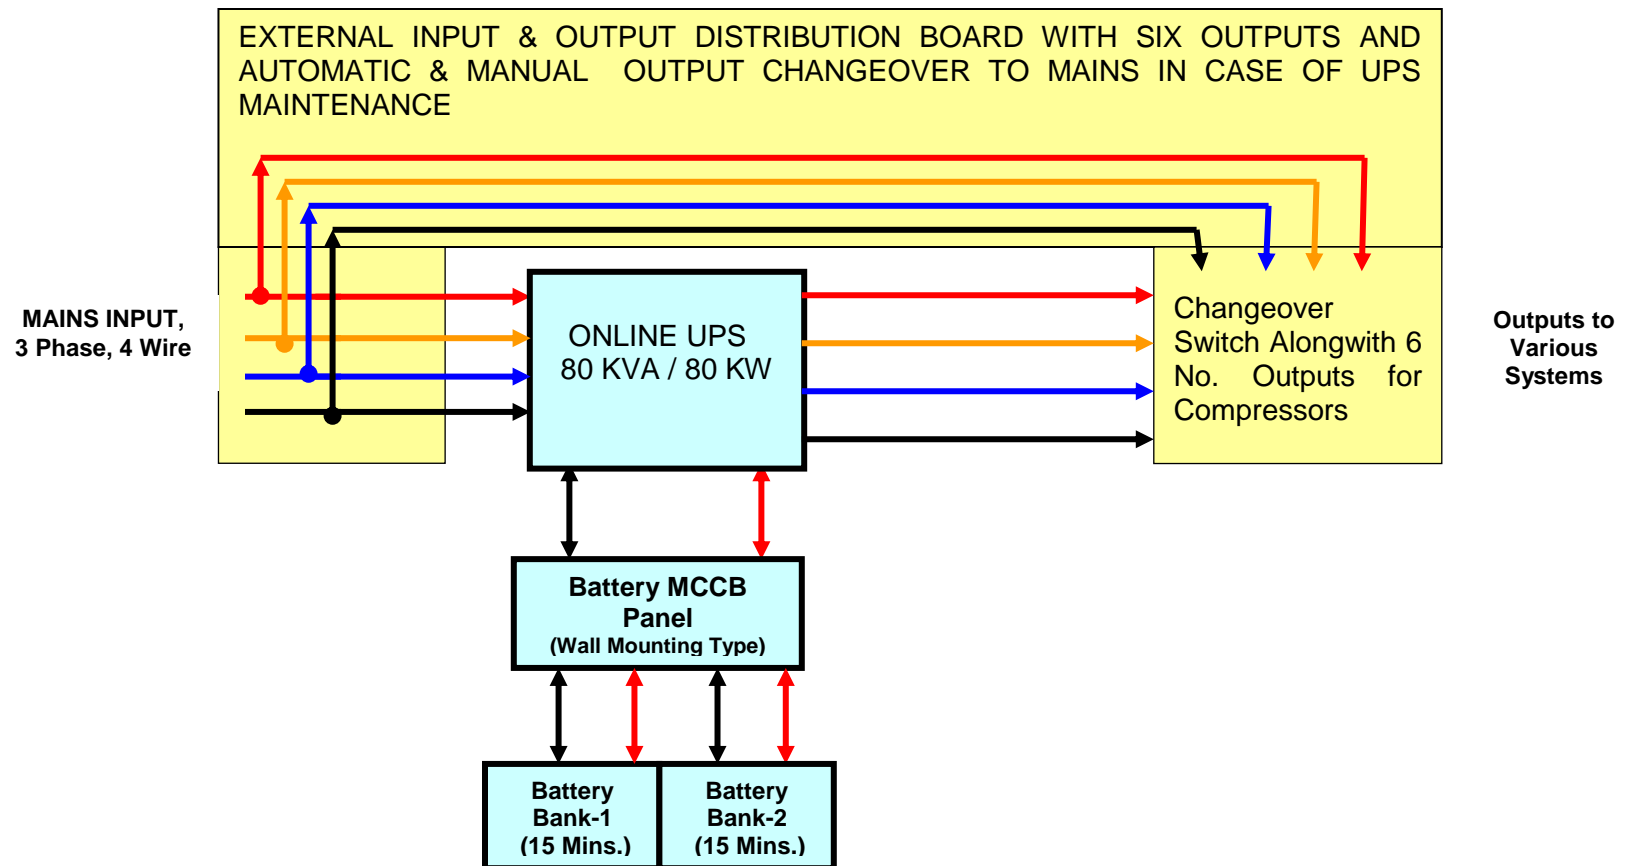 EXTERNAL INPUT & OUTPUT DISTRIBUTION BOARD WITH SIX OUTPUTS AND
AUTOMATIC & MANUAL OUTPUT CHANGEOVER TO MAINS IN CASE OF UPS
MAINTENANCE
MAINS INPUT,
3 Phase, 4 Wire
ONLINE UPS
80 KVA / 80 KW
Changeover
Switch Alongwith 6
No. Outputs for
Compressors
Outputs to
Various
Systems
Battery MCCB
Panel
(Wall Mounting Type)
Battery
Bank-1
(15 Mins.)
Battery
Bank-2
(15 Mins.)